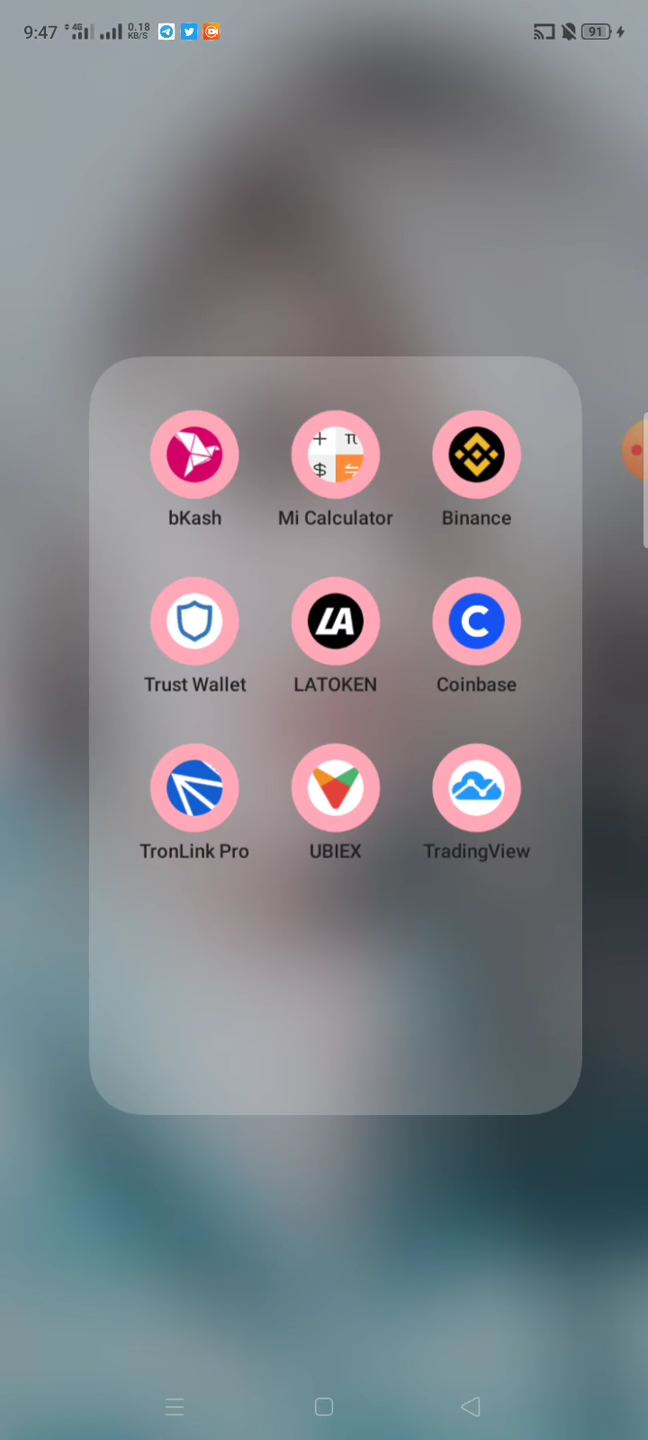 9:47 4G 0.18 KB/S 91
bKash Mi Calculator Binance
Trust Wallet LATOKEN Coinbase
TronLink Pro UBIEX TradingView